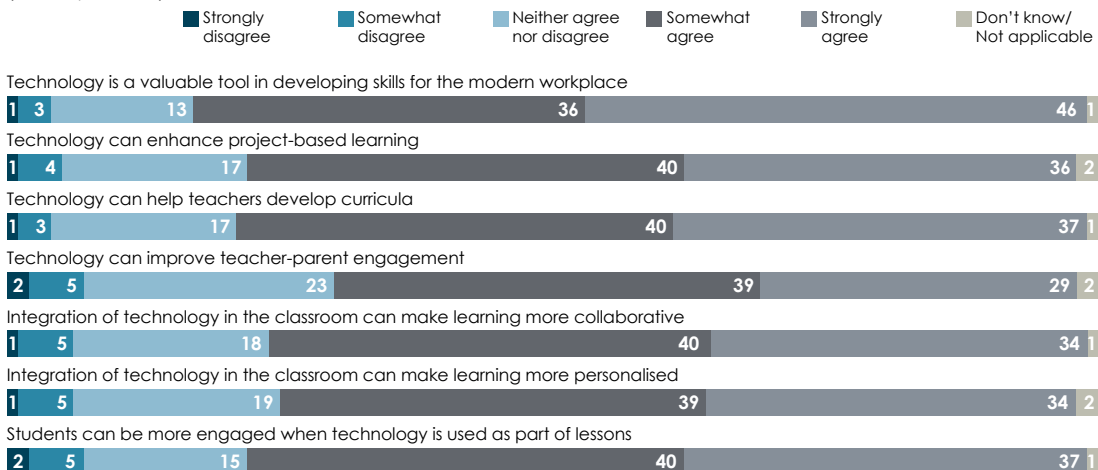 Strongly disagree
Somewhat disagree
Neither agree nor disagree
Somewhat agree
Strongly agree
Don't know/ Not applicable
Technology is a valuable tool in developing skills for the modern workplace
1 3 13 36 46 1
Technology can enhance project-based learning
1 4 17 40 36 2
Technology can help teachers develop curricula
1 3 17 40 37 1
Technology can improve teacher-parent engagement
2 5 23 39 29 2
Integration of technology in the classroom can make learning more collaborative
1 5 18 40 34 1
Integration of technology in the classroom can make learning more personalised
1 5 19 39 34 2
Students can be more engaged when technology is used as part of lessons
2 5 15 40 37 1